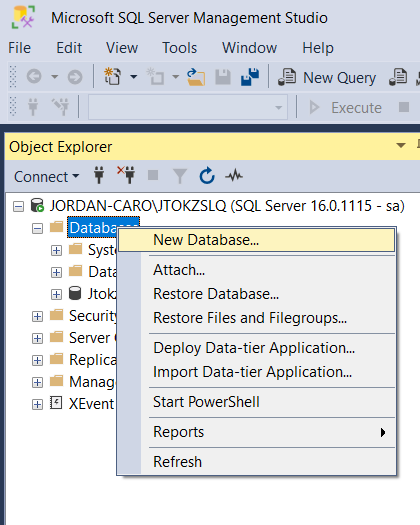 Microsoft SQL Server Management Studio
File Edit View Tools Window Help
New Query
Execute
Object Explorer
Connect
JORDAN-CARO\JTOKZSLQ (SQL Server 16.0.1115 - sa)
Databases
New Database...
Attach...
Restore Database...
Restore Files and Filegroups...
Deploy Data-tier Application...
Import Data-tier Application...
Start PowerShell
Reports
Refresh
Syste
Data
Jtokz
Security
Server
Replica
Manag
XEvent